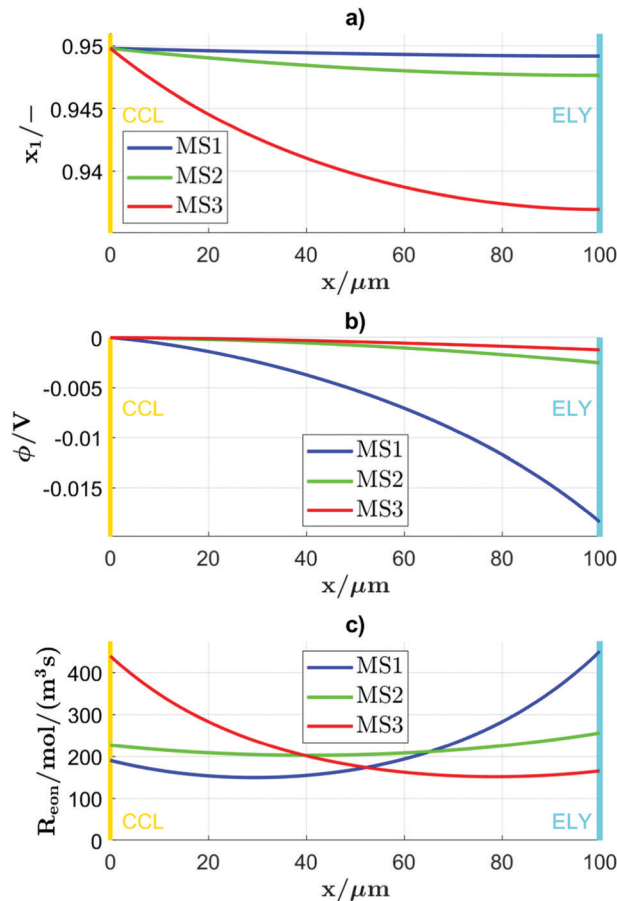 a)
x₁/−
0.95
0.945
0.94
CCL
ELY
MS1
MS2
MS3
0 20 40 60 80 100
x/μm
b)
ϕ/V
0
-0.005
-0.01
-0.015
CCL
ELY
MS1
MS2
MS3
0 20 40 60 80 100
x/μm
c)
R_eon/mol/(m³s)
400
300
200
100
0
MS1
MS2
MS3
CCL
ELY
0 20 40 60 80 100
x/μm